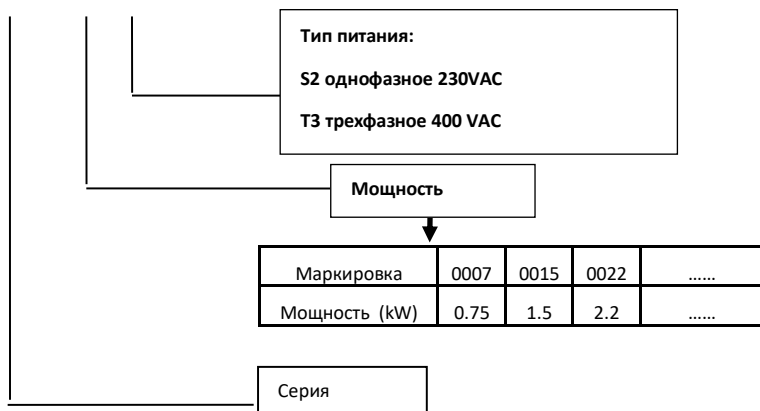 Тип питания:
S2 однофазное 230VAC
T3 трехфазное 400 VAC
Мощность
Маркировка 0007 0015 0022 ......
Мощность (kW) 0.75 1.5 2.2 ......
Серия